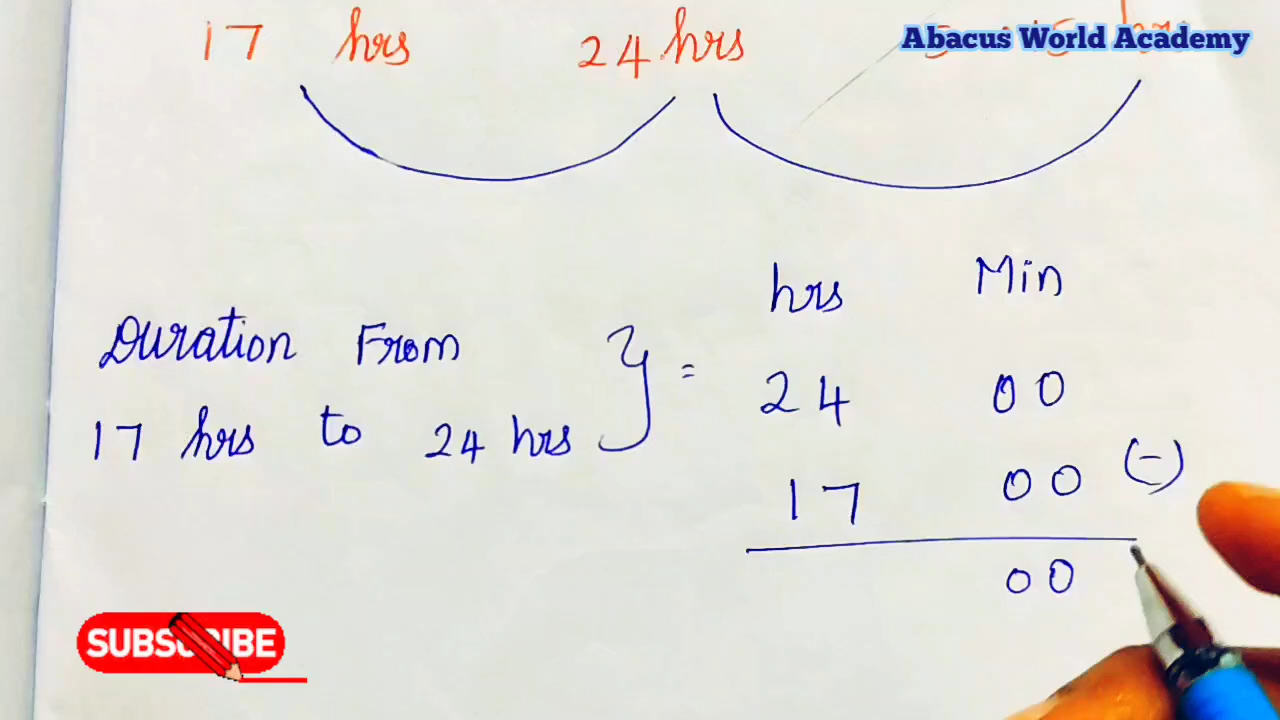 17 hrs 24 hrs
Abacus World Academy
hrs Min
Duration From
17 hrs to 24 hrs } =
24 00
17 00 (-)
00
SUBSCRIBE